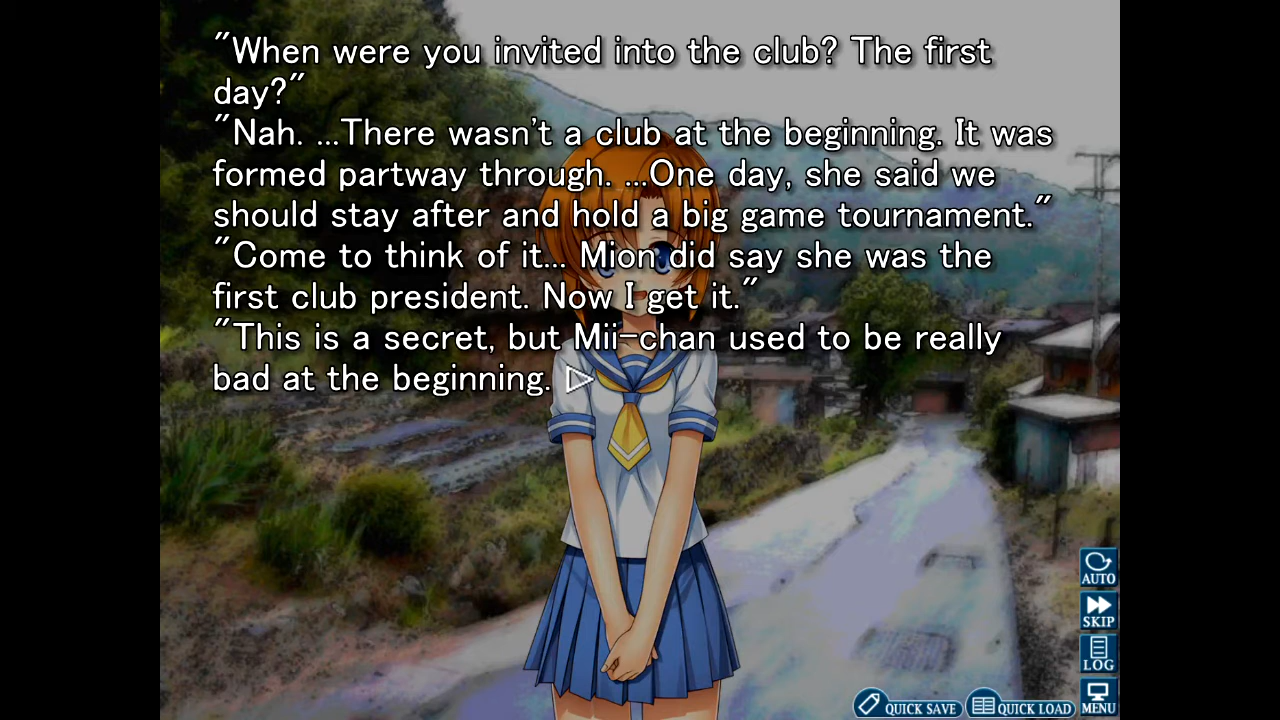 "When were you invited into the club? The first
day?"
"Nah. ...There wasn't a club at the beginning. It was
formed partway through. ...One day, she said we
should stay after and hold a big game tournament."
"Come to think of it... Mion did say she was the
first club president. Now I get it."
"This is a secret, but Mii-chan used to be really
bad at the beginning.
AUTO
SKIP
LOG
MENU
QUICK SAVE
QUICK LOAD